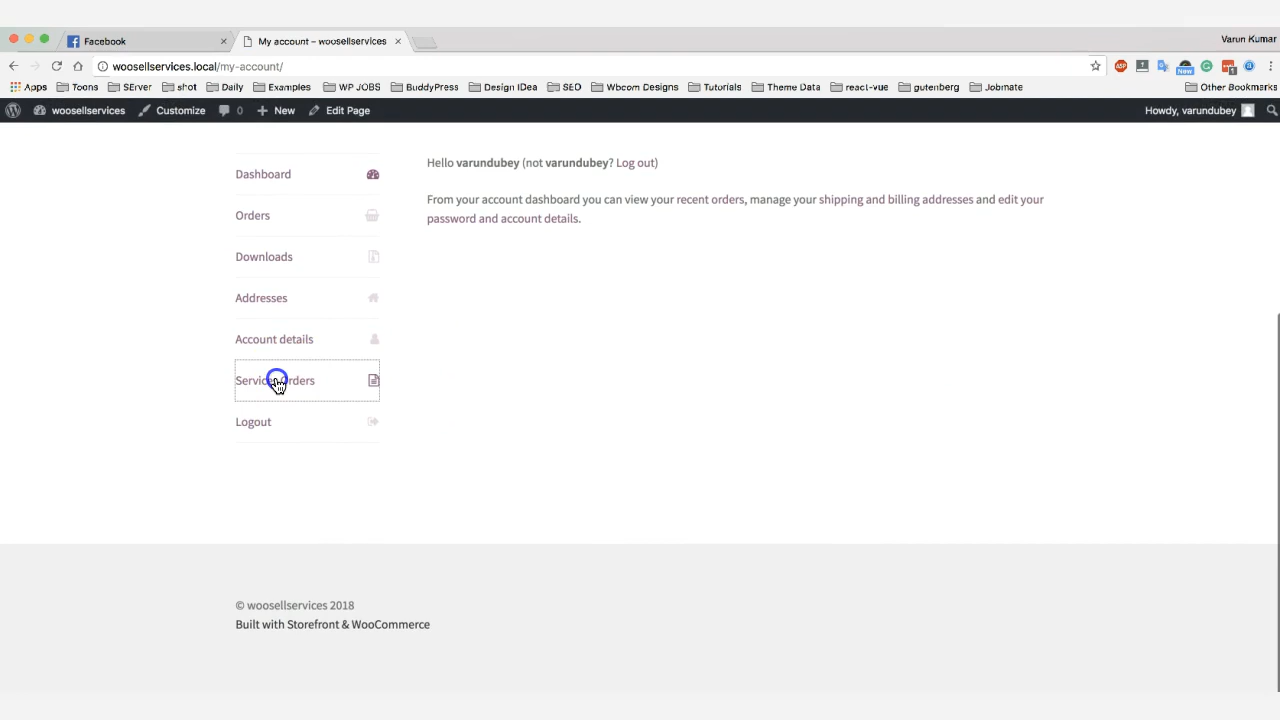 Facebook
My account – woosellservices
Varun Kumar
woosellservices.local/my-account/
ABP
New
1
Apps
Toons
SErver
shot
Daily
Examples
WP JOBS
BuddyPress
Design IDea
SEO
Wbcom Designs
Tutorials
Theme Data
react-vue
gutenberg
Jobmate
Other Bookmarks
woosellservices
Customize
0
New
Edit Page
Howdy, varundubey
Dashboard
Orders
Downloads
Addresses
Account details
Service Orders
Logout
Hello varundubey (not varundubey? Log out)
From your account dashboard you can view your recent orders, manage your shipping and billing addresses and edit your
password and account details.
© woosellservices 2018
Built with Storefront & WooCommerce